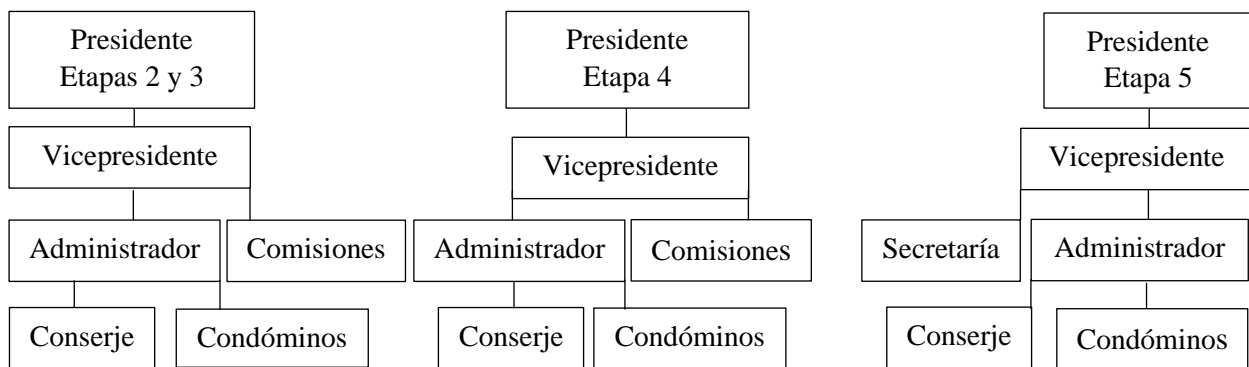 Presidente
Etapas 2 y 3
Vicepresidente
Administrador
Comisiones
Conserje
Condóminos
Presidente
Etapa 4
Vicepresidente
Administrador
Comisiones
Conserje
Condóminos
Presidente
Etapa 5
Vicepresidente
Secretaría
Administrador
Conserje
Condóminos